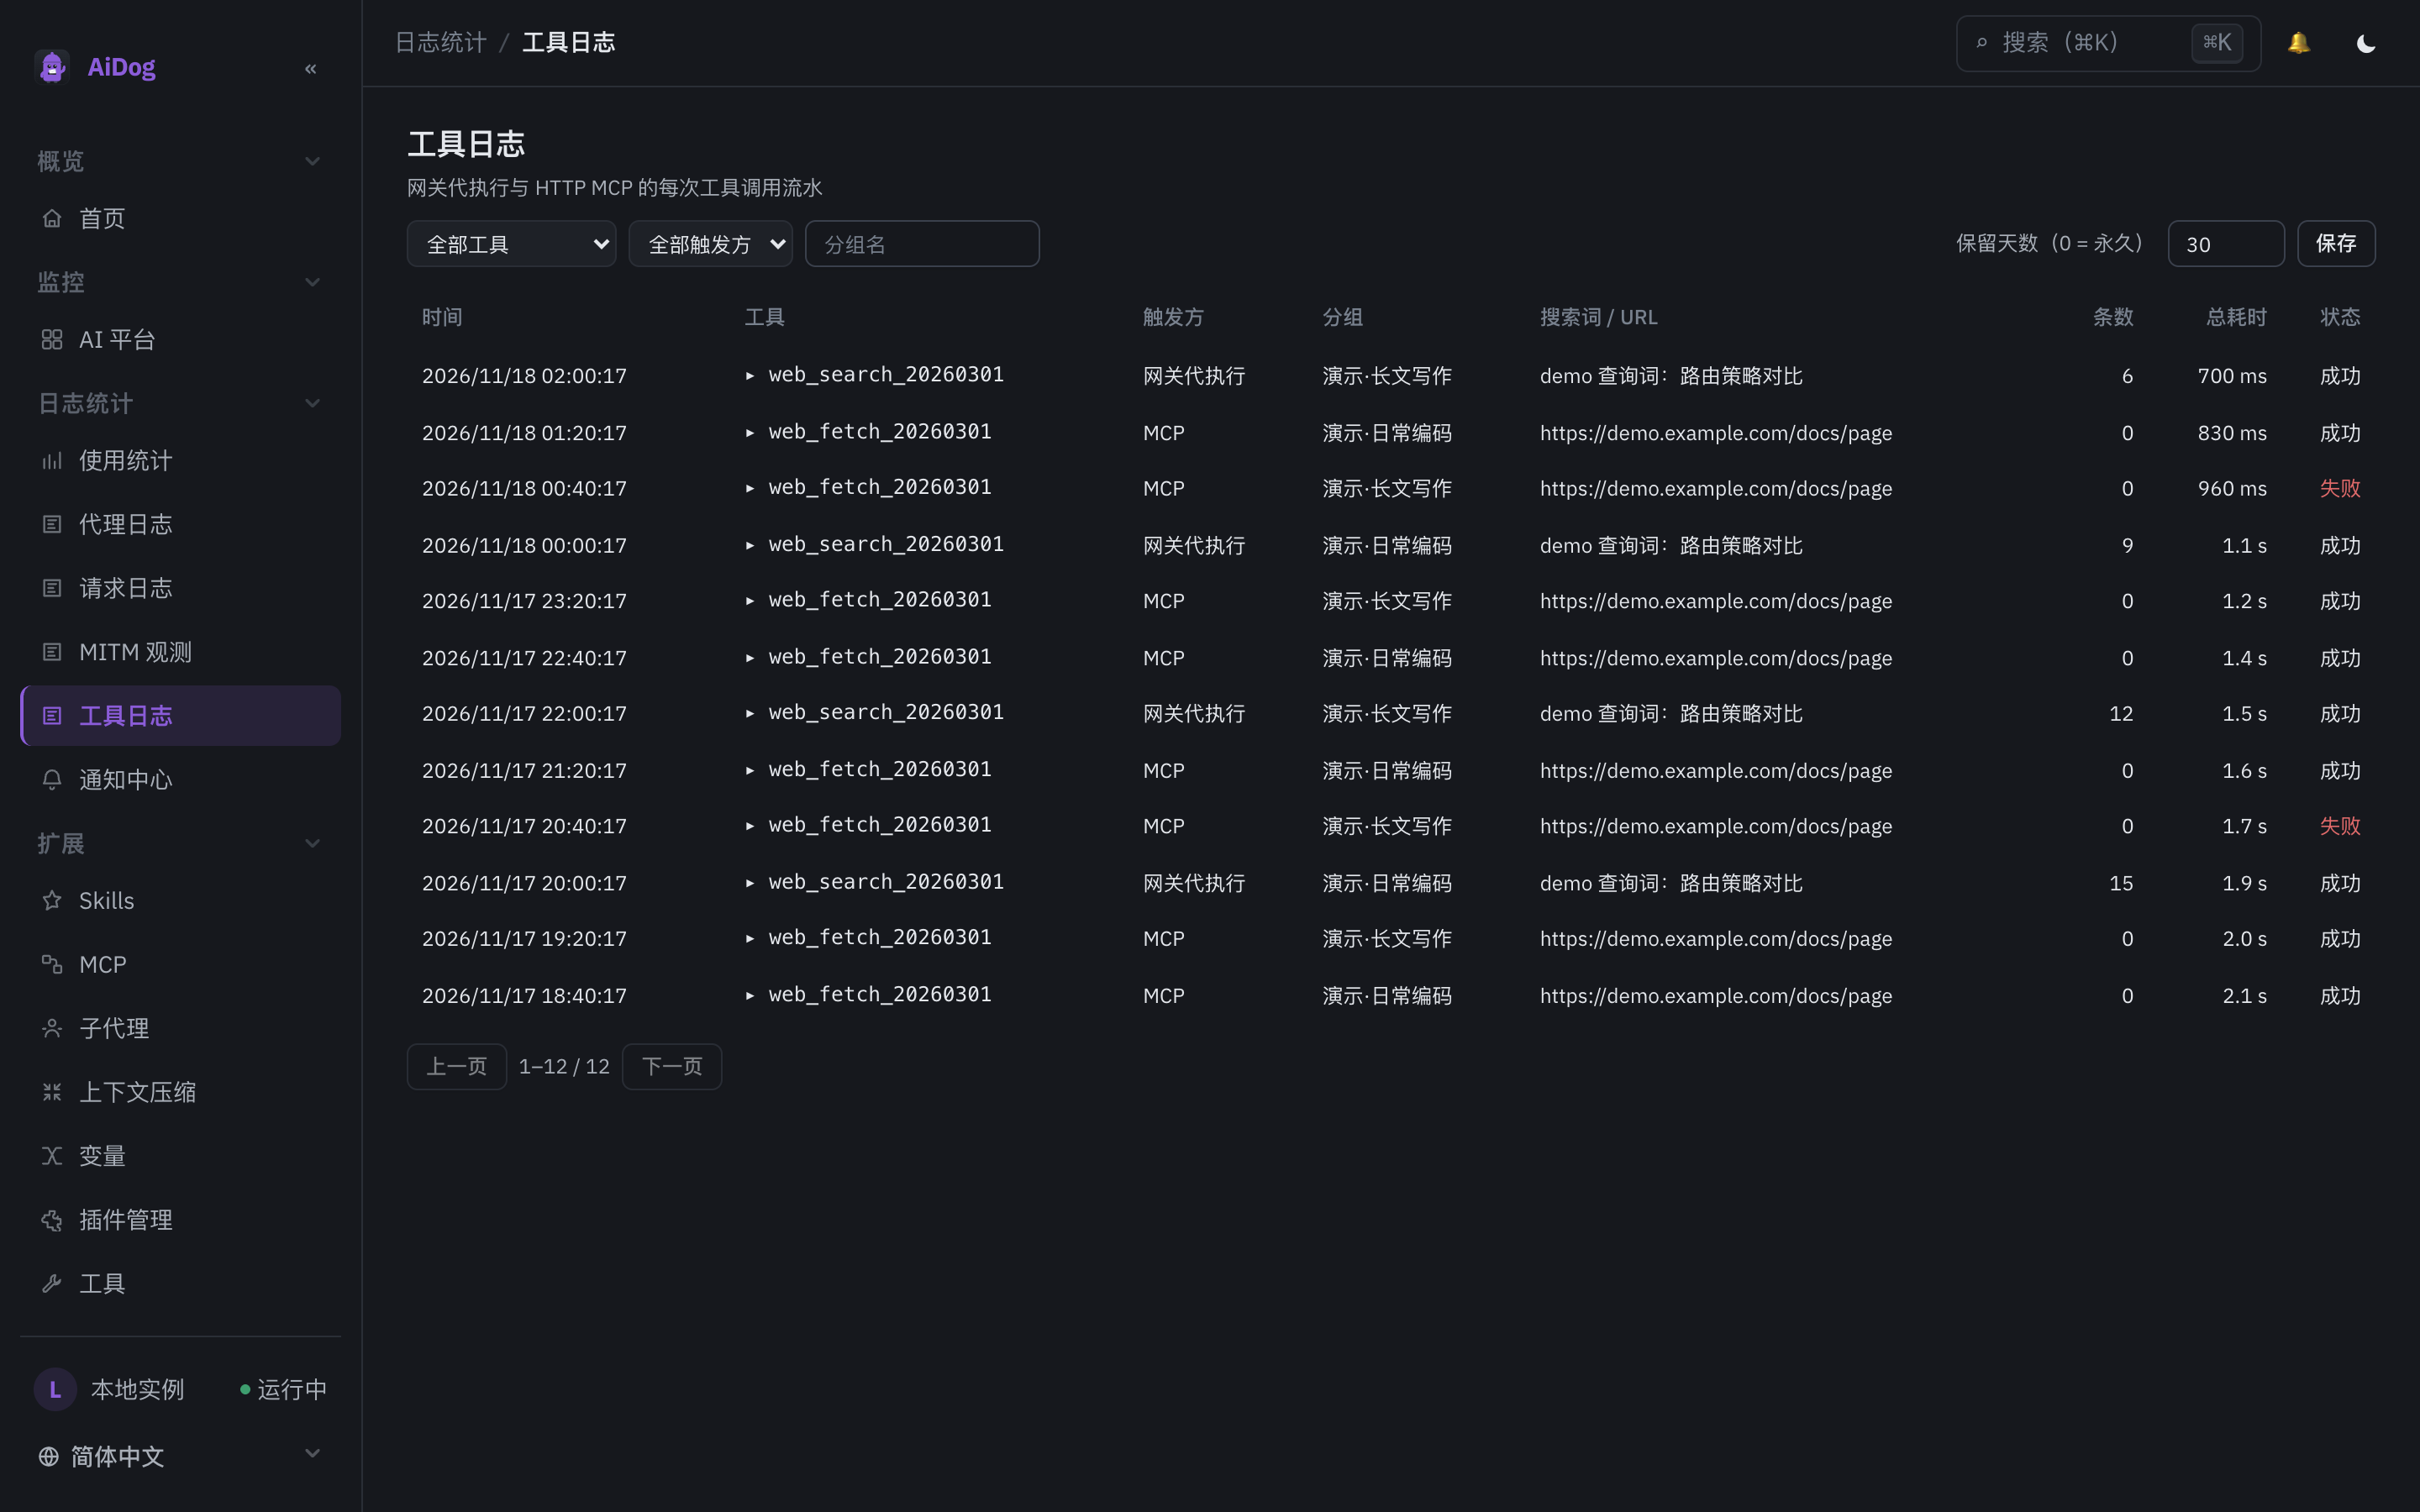 AiDog «
概览
首页
监控
AI 平台
日志统计
使用统计
代理日志
请求日志
MITM 观测
工具日志
通知中心
扩展
Skills
MCP
子代理
上下文压缩
变量
插件管理
工具
L 本地实例 运行中
简体中文
日志统计 / 工具日志
搜索（⌘K） ⌘K
工具日志
网关代执行与 HTTP MCP 的每次工具调用流水
全部工具 全部触发方 分组名 保留天数（0 = 永久） 30 保存
时间 工具 触发方 分组 搜索词 / URL 条数 总耗时 状态
2026/11/18 02:00:17 ▸ web_search_20260301 网关代执行 演示·长文写作 demo 查询词：路由策略对比 6 700 ms 成功
2026/11/18 01:20:17 ▸ web_fetch_20260301 MCP 演示·日常编码 https://demo.example.com/docs/page 0 830 ms 成功
2026/11/18 00:40:17 ▸ web_fetch_20260301 MCP 演示·长文写作 https://demo.example.com/docs/page 0 960 ms 失败
2026/11/18 00:00:17 ▸ web_search_20260301 网关代执行 演示·日常编码 demo 查询词：路由策略对比 9 1.1 s 成功
2026/11/17 23:20:17 ▸ web_fetch_20260301 MCP 演示·长文写作 https://demo.example.com/docs/page 0 1.2 s 成功
2026/11/17 22:40:17 ▸ web_fetch_20260301 MCP 演示·日常编码 https://demo.example.com/docs/page 0 1.4 s 成功
2026/11/17 22:00:17 ▸ web_search_20260301 网关代执行 演示·长文写作 demo 查询词：路由策略对比 12 1.5 s 成功
2026/11/17 21:20:17 ▸ web_fetch_20260301 MCP 演示·日常编码 https://demo.example.com/docs/page 0 1.6 s 成功
2026/11/17 20:40:17 ▸ web_fetch_20260301 MCP 演示·长文写作 https://demo.example.com/docs/page 0 1.7 s 失败
2026/11/17 20:00:17 ▸ web_search_20260301 网关代执行 演示·日常编码 demo 查询词：路由策略对比 15 1.9 s 成功
2026/11/17 19:20:17 ▸ web_fetch_20260301 MCP 演示·长文写作 https://demo.example.com/docs/page 0 2.0 s 成功
2026/11/17 18:40:17 ▸ web_fetch_20260301 MCP 演示·日常编码 https://demo.example.com/docs/page 0 2.1 s 成功
上一页 1–12 / 12 下一页